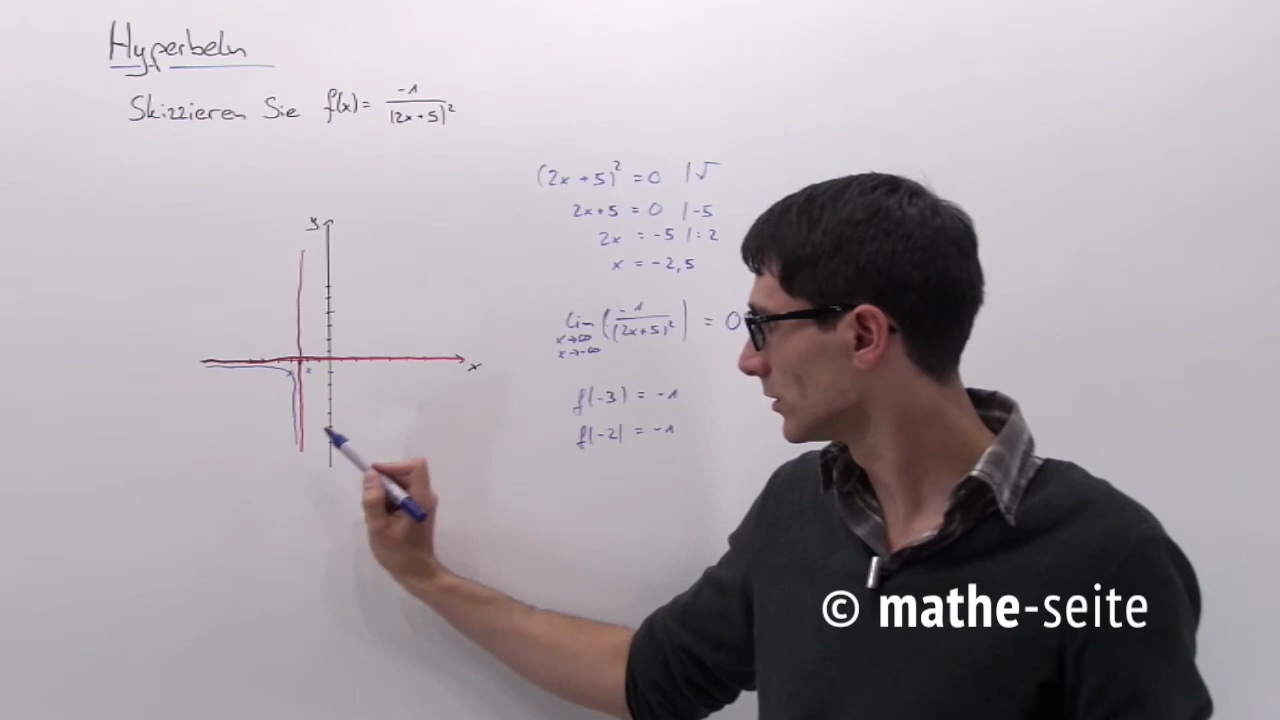 Hyperbeln
Skizzieren Sie f(x)= -1/(2x+5)²
(2x+5)² = 0 |√
2x+5 = 0 |-5
2x = -5 |:2
x = -2,5
lim x→∞ x→-∞ (-1/(2x+5)²) = 0
f(-3) = -1
f(-2) = -1
y
x
x
x
© mathe-seite